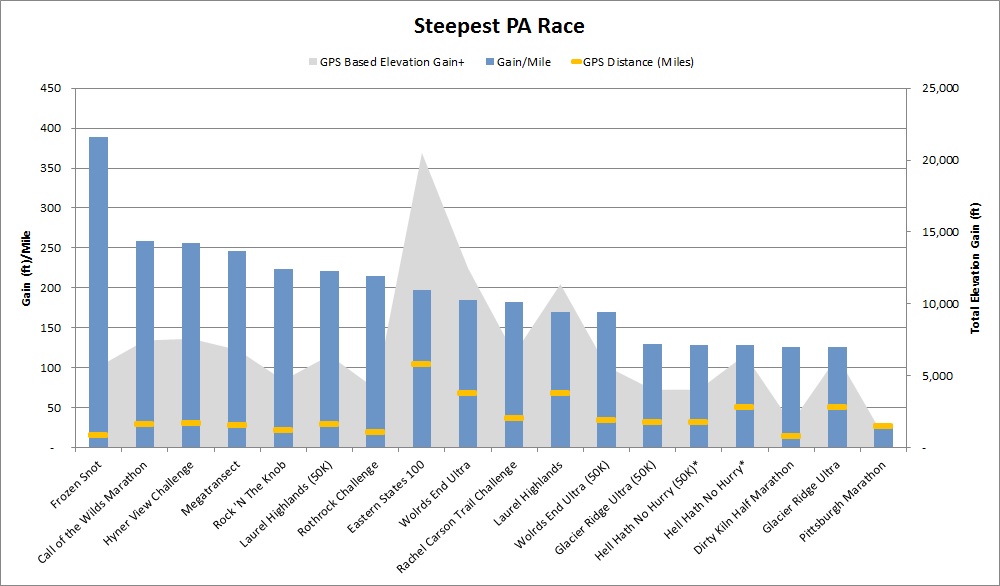 Steepest PA Race
GPS Based Elevation Gain+ Gain/Mile GPS Distance (Miles)
450
400
350
300
250
200
150
100
50
-
Gain (ft)/Mile
25,000
20,000
15,000
10,000
5,000
-
Total Elevation Gain (ft)
Frozen Snot
Call of the Wilds Marathon
Hyner View Challenge
Megatransect
Rock 'N The Knob
Laurel Highlands (50K)
Rothrock Challenge
Eastern States 100
Wolrds End Ultra
Rachel Carson Trail Challenge
Laurel Highlands
Wolrds End Ultra (50K)
Glacier Ridge Ultra (50K)
Hell Hath No Hurry (50K)*
Hell Hath No Hurry*
Dirty Kiln Half Marathon
Glacier Ridge Ultra
Pittsburgh Marathon